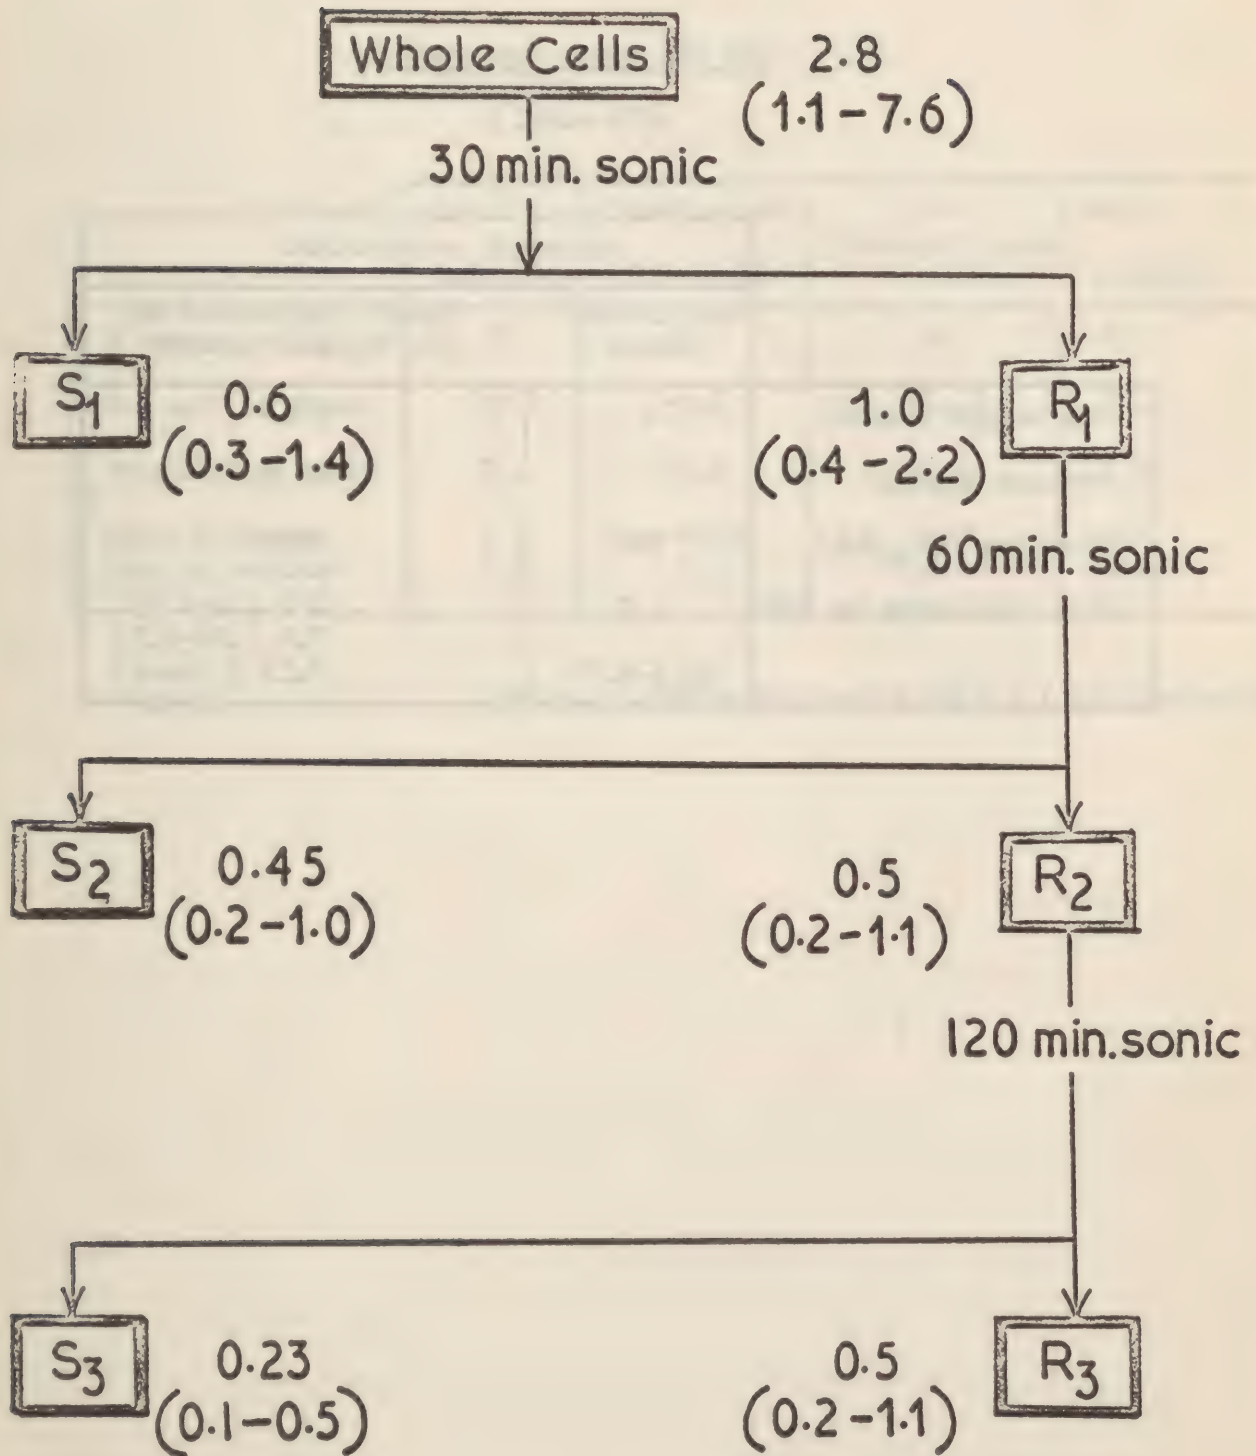 Whole Cells
2.8
(1.1-7.6)
30 min. sonic
S1
0.6
(0.3-1.4)
1.0
(0.4-2.2)
R1
60 min. sonic
S2
0.45
(0.2-1.0)
0.5
(0.2-1.1)
R2
120 min. sonic
S3
0.23
(0.1-0.5)
0.5
(0.2-1.1)
R3